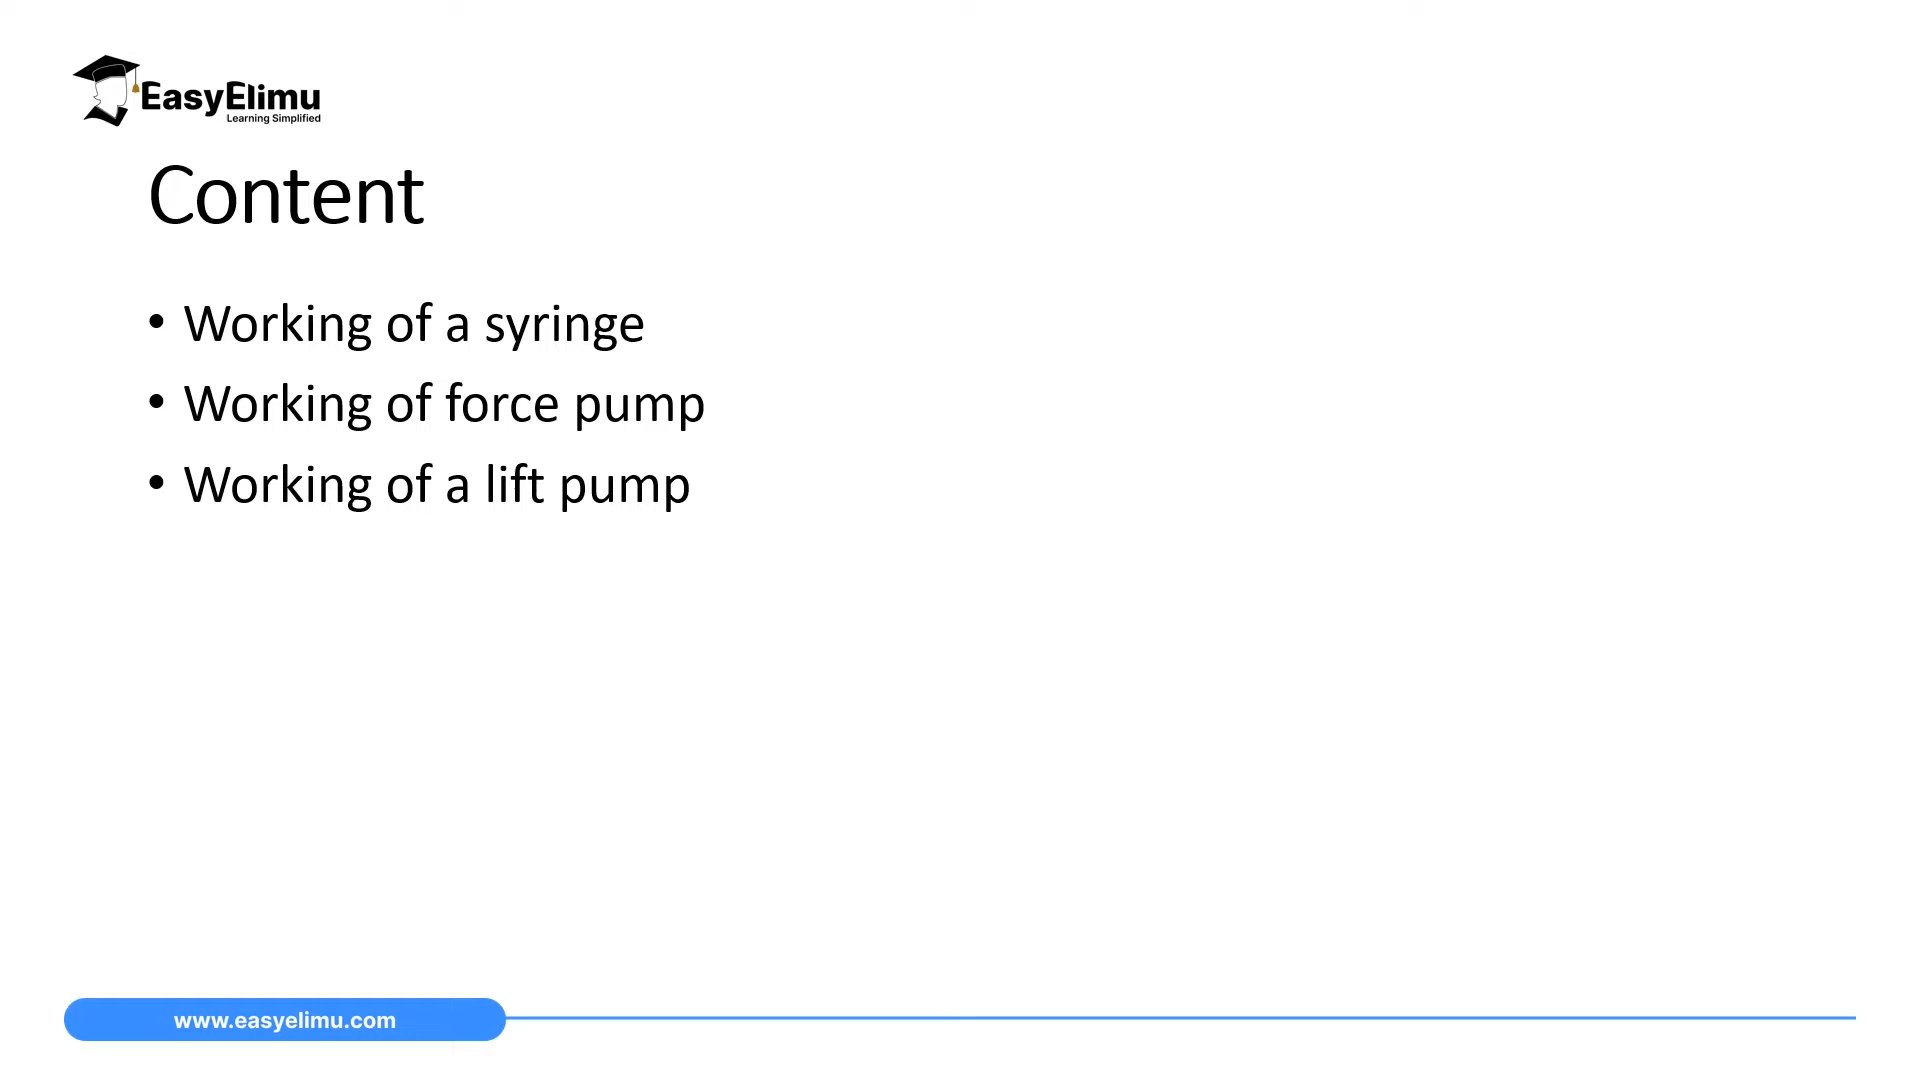 EasyElimu
Learning Simplified
Content
• Working of a syringe
• Working of force pump
• Working of a lift pump
www.easyelimu.com